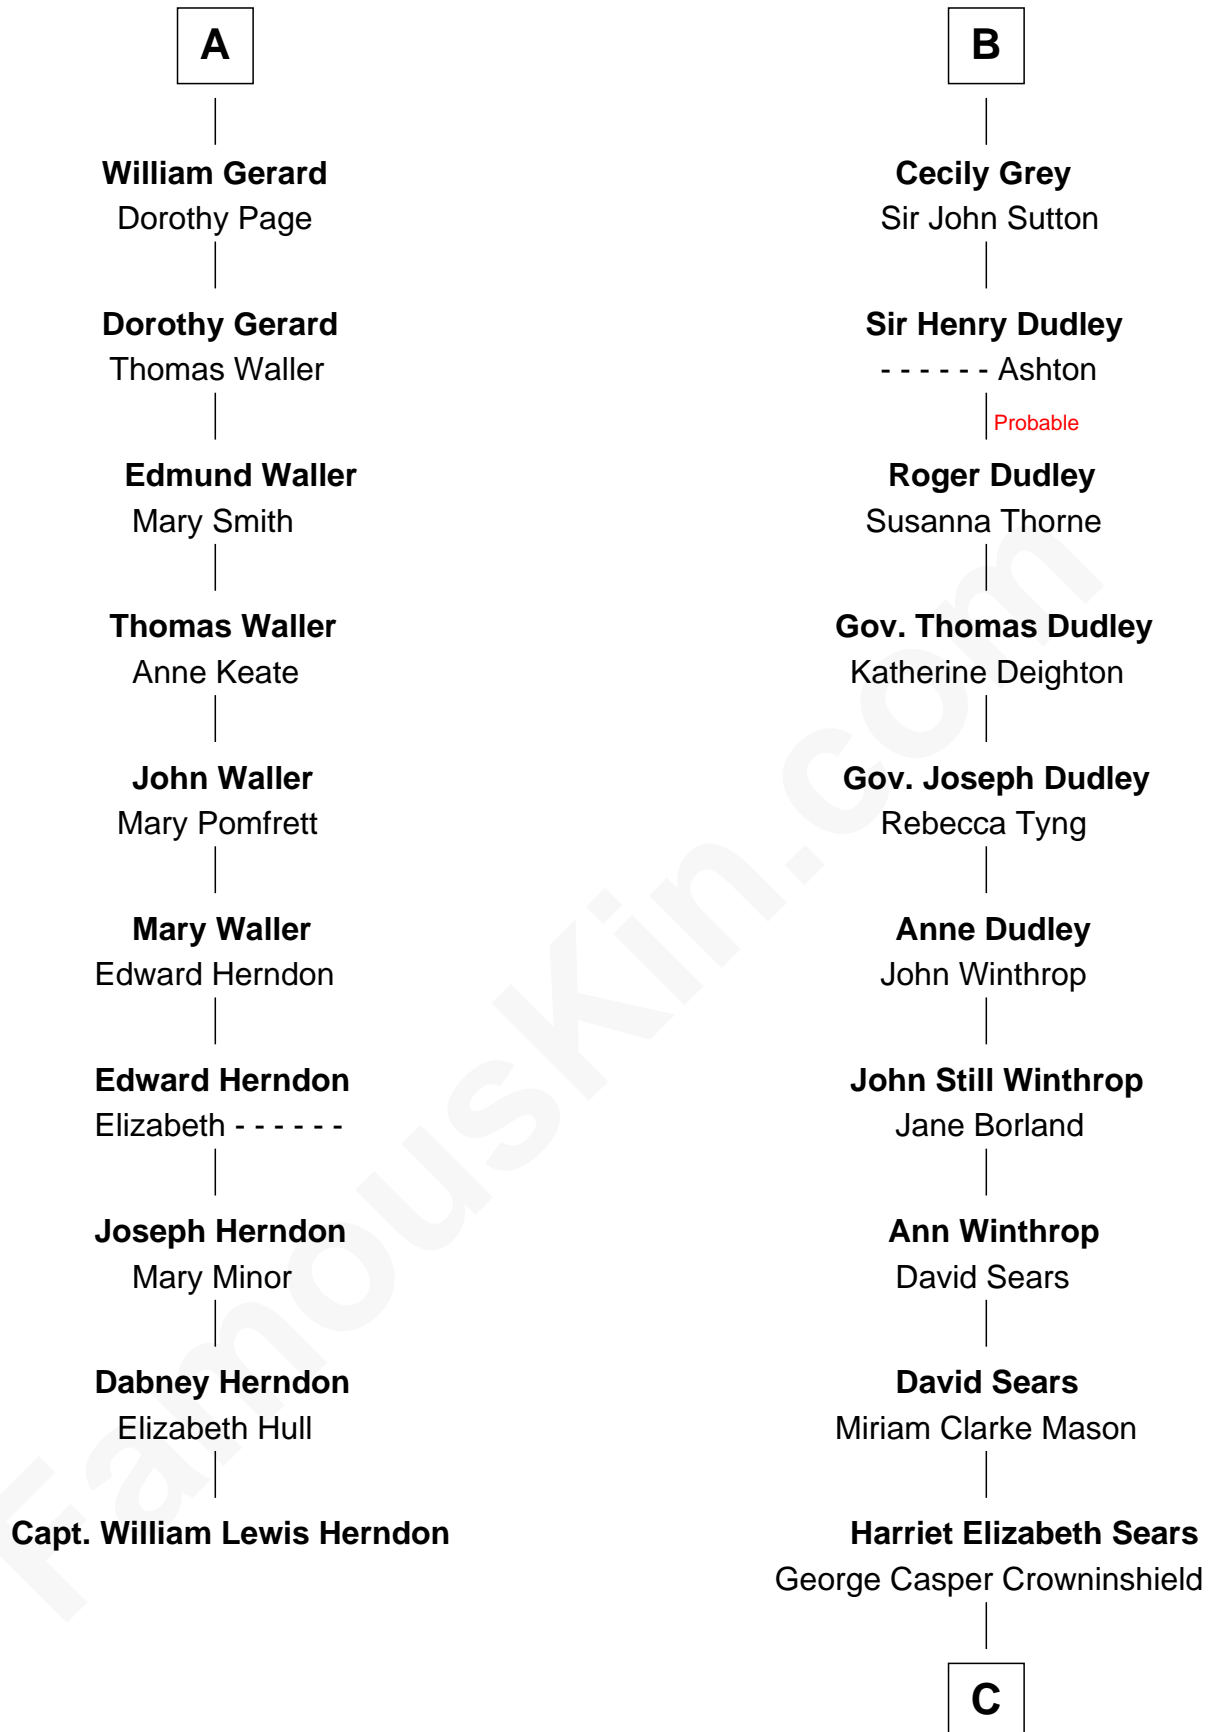 A
William Gerard
Dorothy Page
Dorothy Gerard
Thomas Waller
Edmund Waller
Mary Smith
Thomas Waller
Anne Keate
John Waller
Mary Pomfrett
Mary Waller
Edward Herndon
Edward Herndon
Elizabeth - - - - - -
Joseph Herndon
Mary Minor
Dabney Herndon
Elizabeth Hull
Capt. William Lewis Herndon
B
Cecily Grey
Sir John Sutton
Sir Henry Dudley
- - - - - - Ashton
Probable
Roger Dudley
Susanna Thorne
Gov. Thomas Dudley
Katherine Deighton
Gov. Joseph Dudley
Rebecca Tyng
Anne Dudley
John Winthrop
John Still Winthrop
Jane Borland
Ann Winthrop
David Sears
David Sears
Miriam Clarke Mason
Harriet Elizabeth Sears
George Casper Crowninshield
C
FamousKin.com